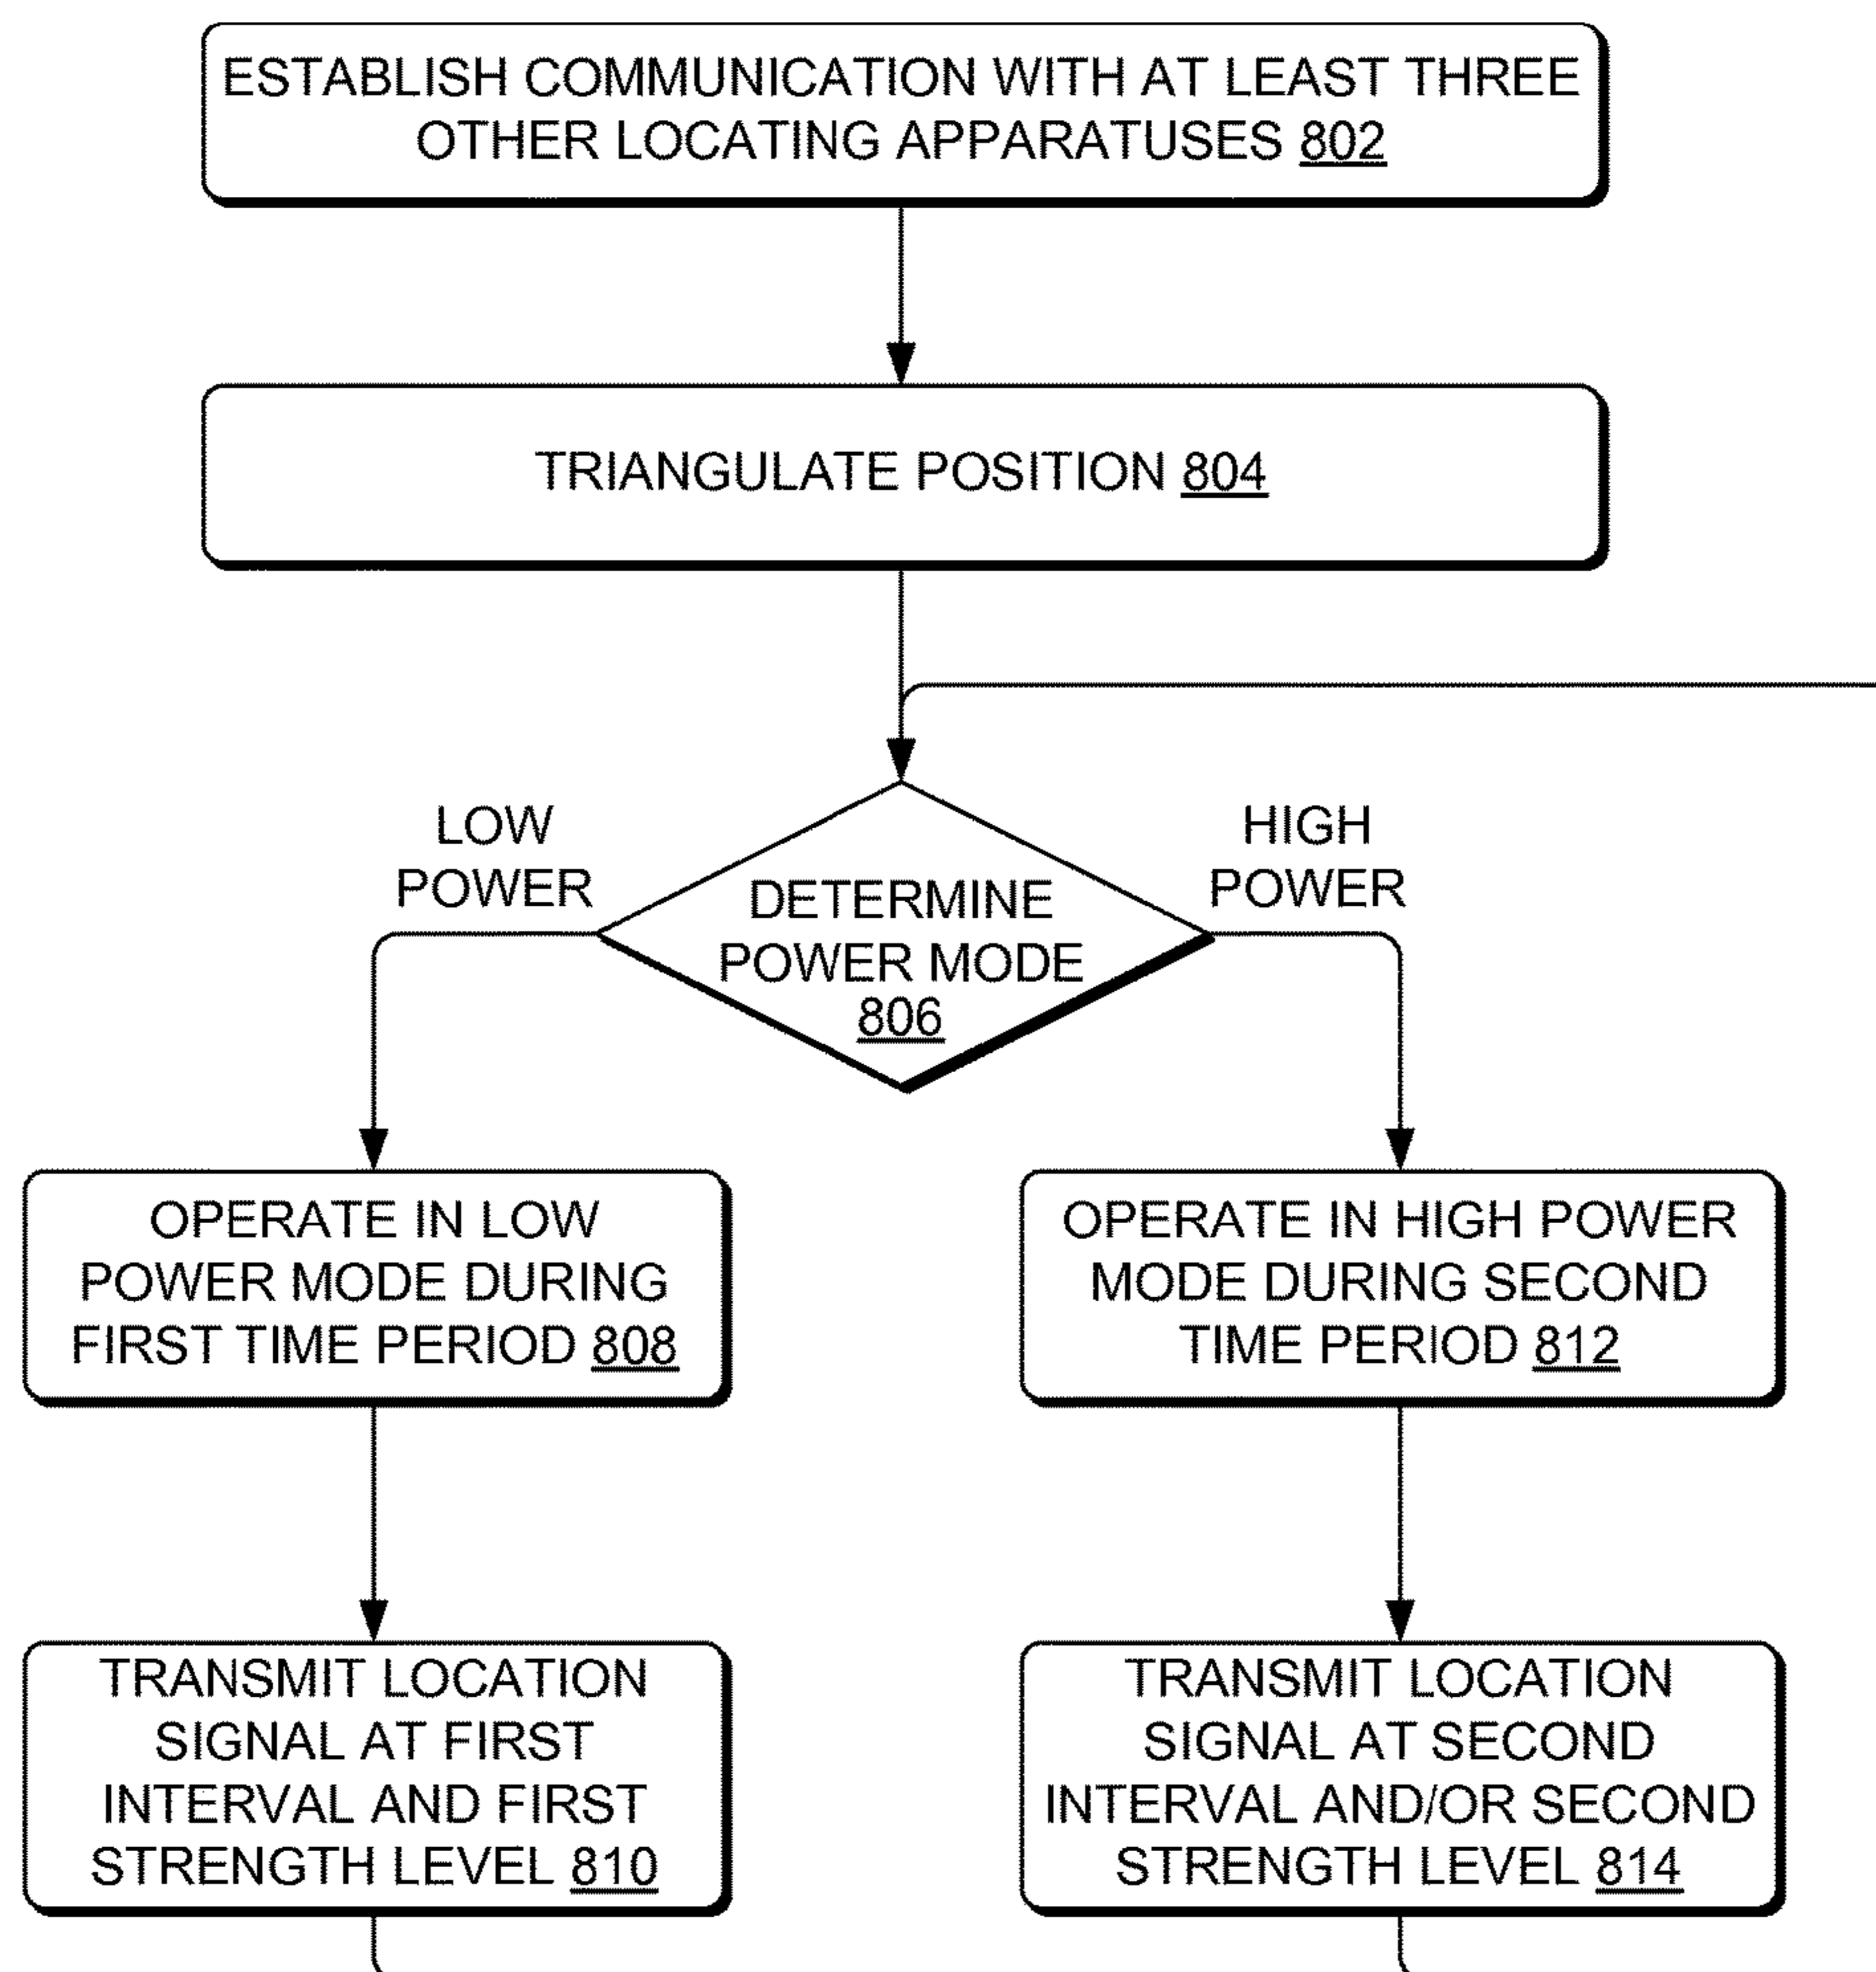 ESTABLISH COMMUNICATION WITH AT LEAST THREE
OTHER LOCATING APPARATUSES 802
TRIANGULATE POSITION 804
LOW
POWER
HIGH
POWER
DETERMINE
POWER MODE
806
OPERATE IN LOW
POWER MODE DURING
FIRST TIME PERIOD 808
OPERATE IN HIGH POWER
MODE DURING SECOND
TIME PERIOD 812
TRANSMIT LOCATION
SIGNAL AT FIRST
INTERVAL AND FIRST
STRENGTH LEVEL 810
TRANSMIT LOCATION
SIGNAL AT SECOND
INTERVAL AND/OR SECOND
STRENGTH LEVEL 814